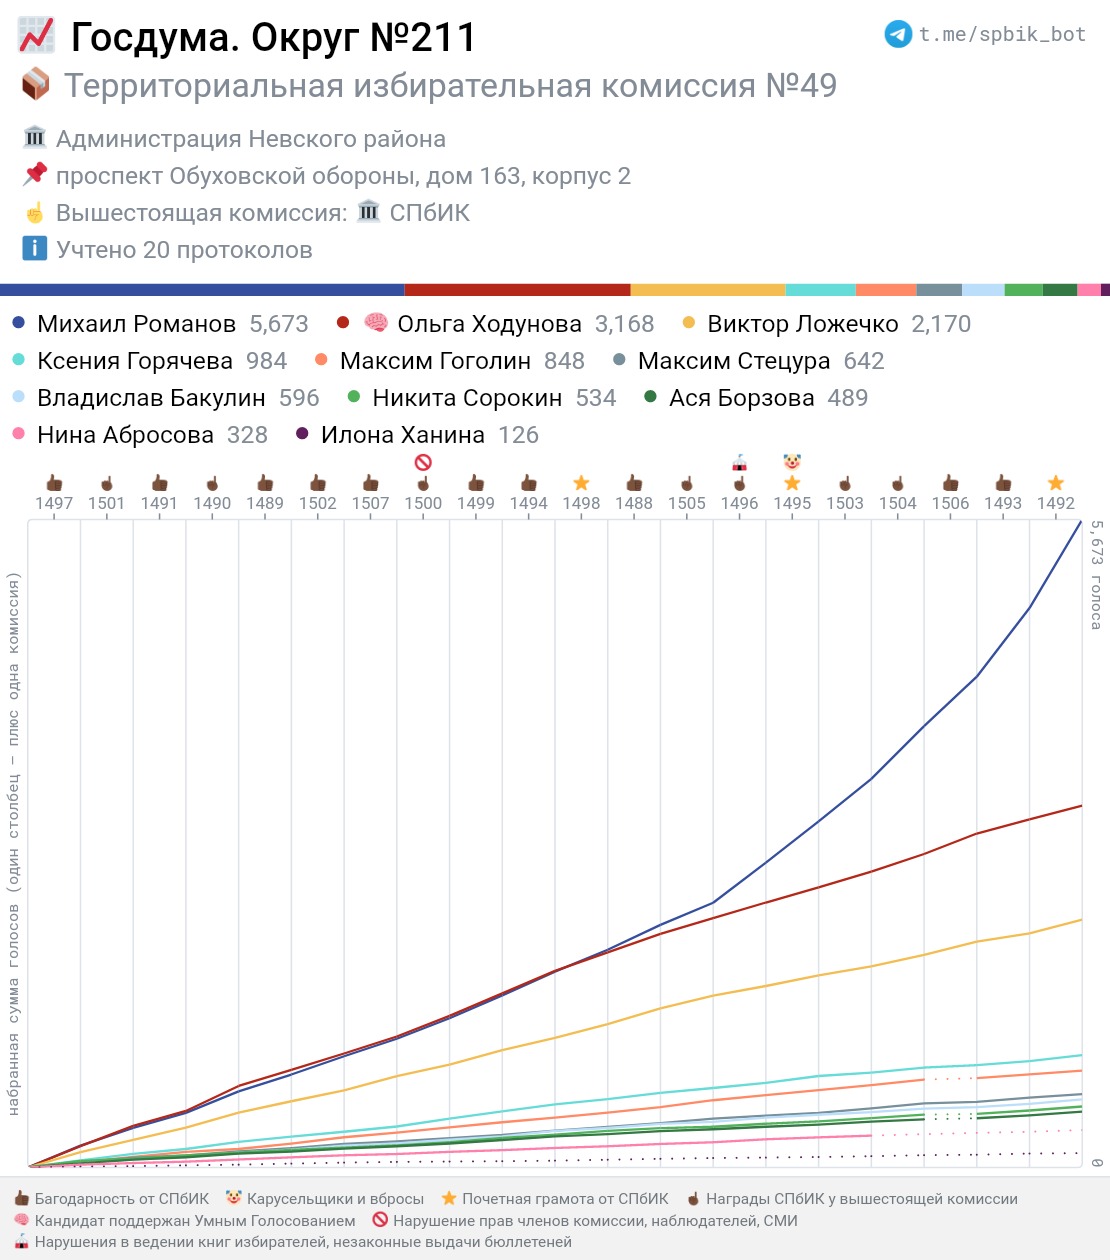 Госдума. Округ №211
t.me/spbik_bot
Территориальная избирательная комиссия №49
Администрация Невского района
проспект Обуховской обороны, дом 163, корпус 2
Вышестоящая комиссия: СПбИК
Учтено 20 протоколов
Михаил Романов 5,673 Ольга Ходунова 3,168 Виктор Ложечко 2,170
Ксения Горячева 984 Максим Гоголин 848 Максим Стецура 642
Владислав Бакулин 596 Никита Сорокин 534 Ася Борзова 489
Нина Абросова 328 Илона Ханина 126
1497 1501 1491 1490 1489 1502 1507 1500 1499 1494 1498 1488 1505 1496 1495 1503 1504 1506 1493 1492
набранная сумма голосов (один столбец — плюс одна комиссия)
5,673 голоса
0
Багодарность от СПбИК Карусельщики и вбросы Почетная грамота от СПбИК Награды СПбИК у вышестоящей комиссии
Кандидат поддержан Умным Голосованием Нарушение прав членов комиссии, наблюдателей, СМИ
Нарушения в ведении книг избирателей, незаконные выдачи бюллетеней